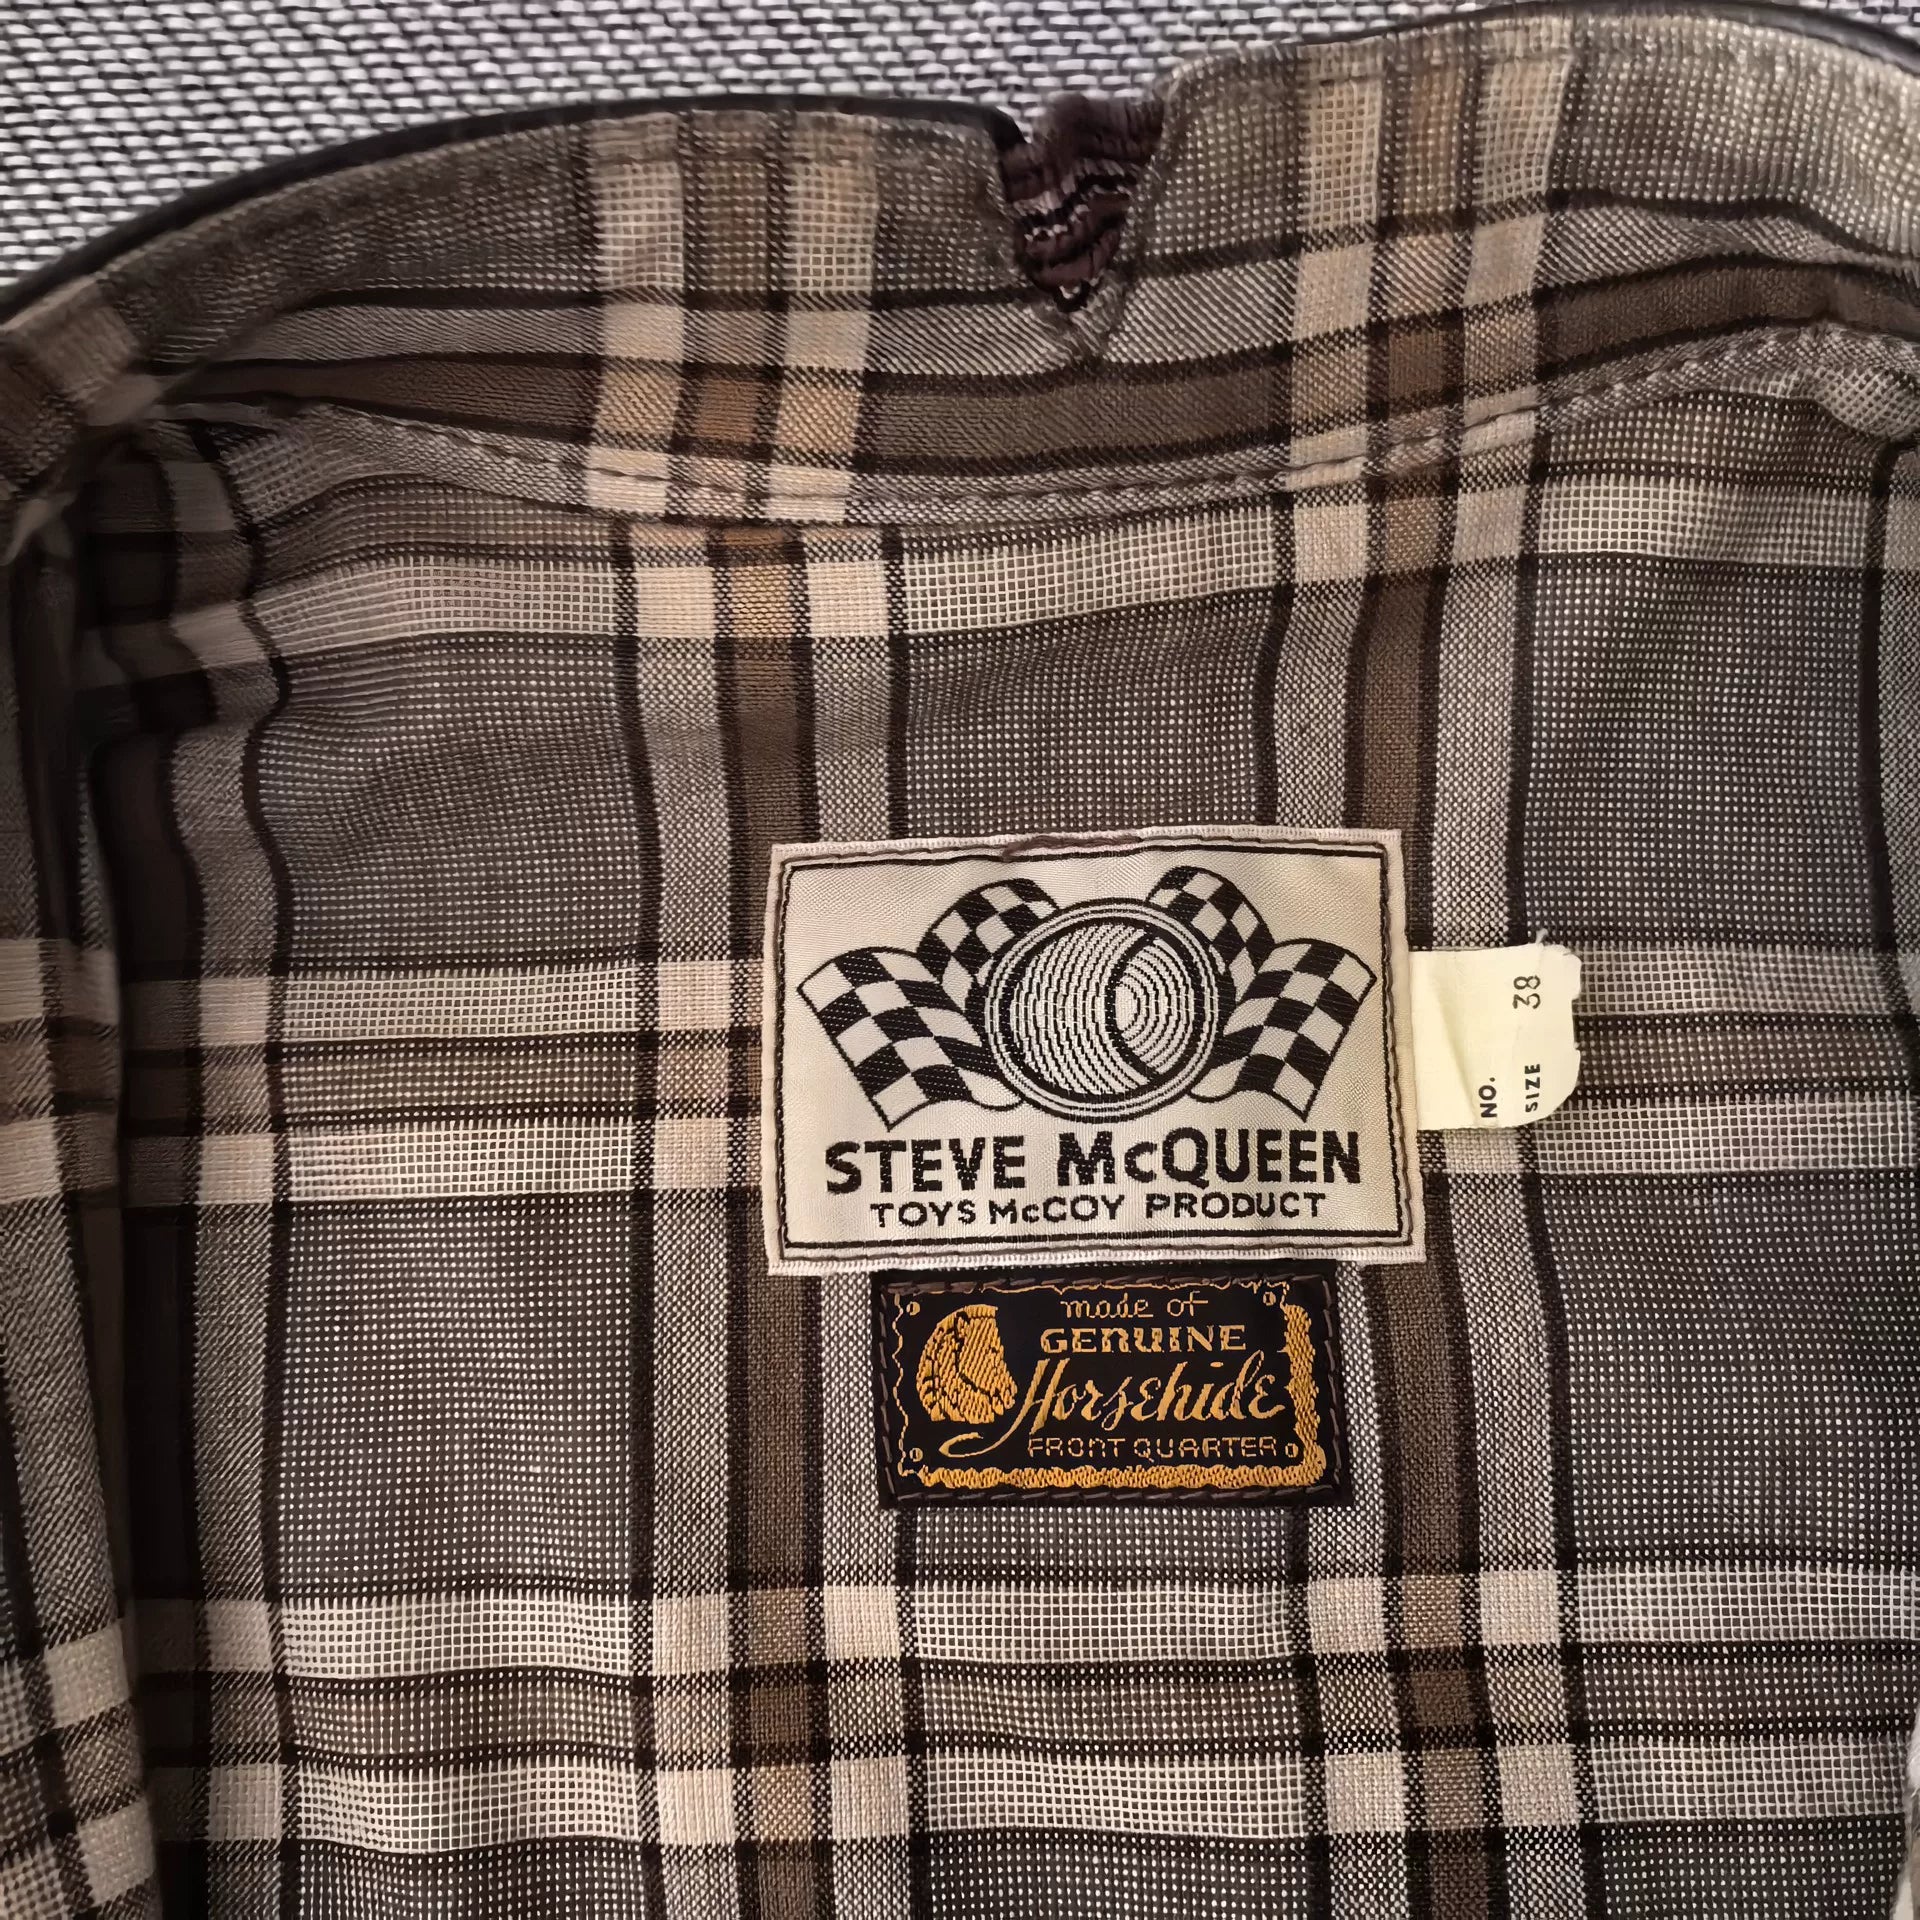 STEVE McQUEEN
TOYS McCOY PRODUCT
NO.
SIZE 38
made of
GENUINE
Horsehide
FRONT QUARTER